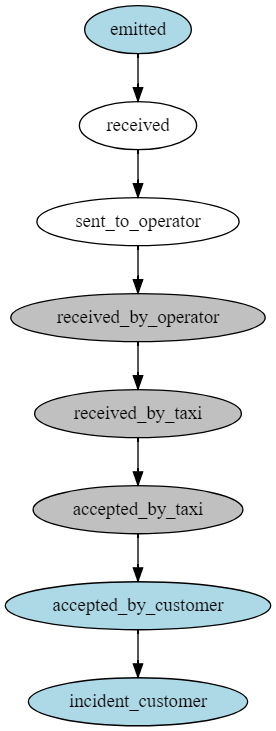 emitted
received
sent_to_operator
received_by_operator
received_by_taxi
accepted_by_taxi
accepted_by_customer
incident_customer